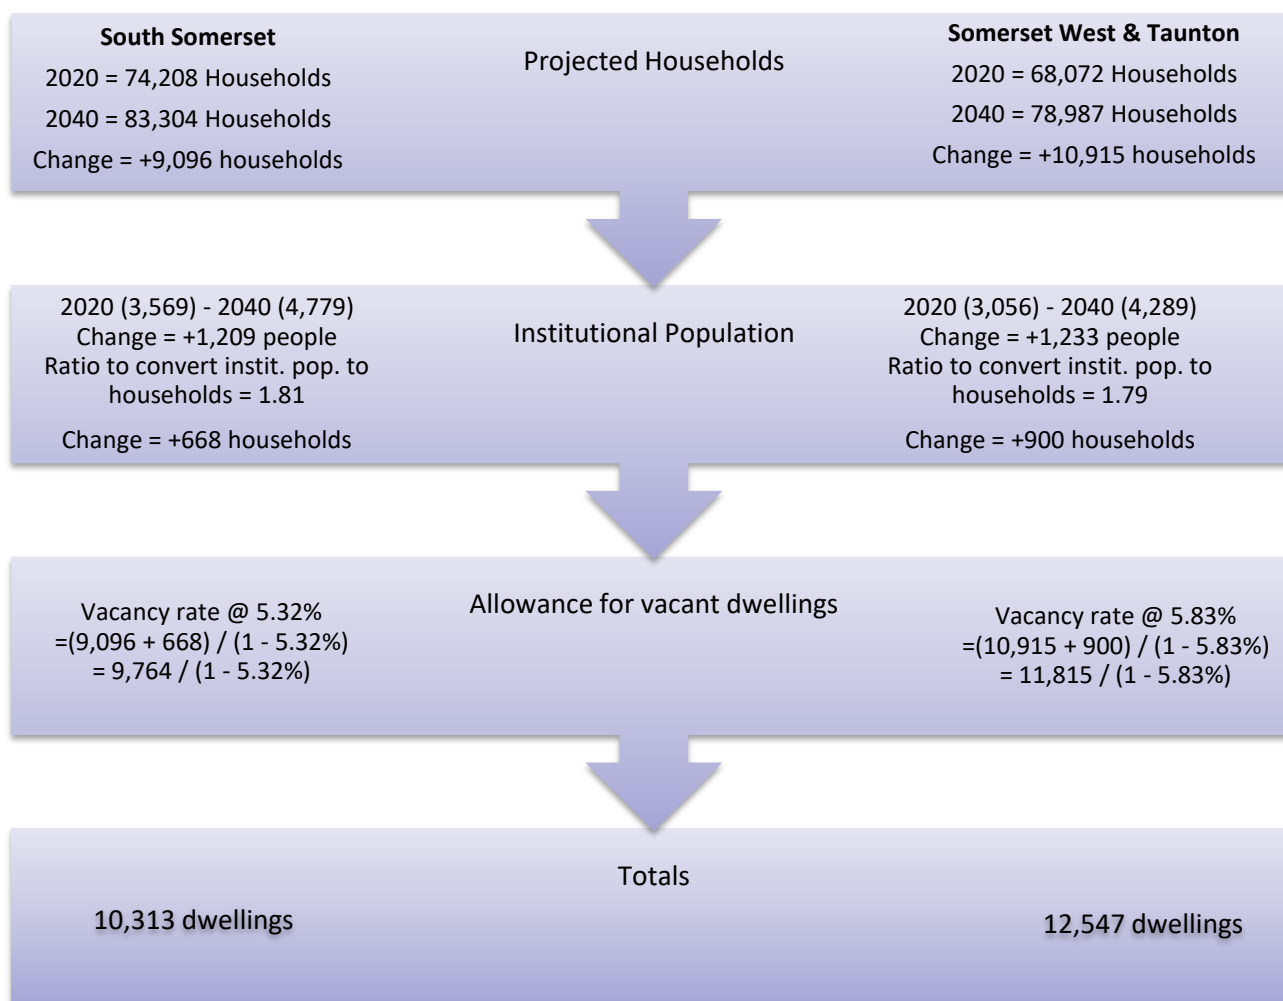 South Somerset
2020 = 74,208 Households
2040 = 83,304 Households
Change = +9,096 households
Projected Households
Somerset West & Taunton
2020 = 68,072 Households
2040 = 78,987 Households
Change = +10,915 households
2020 (3,569) - 2040 (4,779)
Change = +1,209 people
Ratio to convert instit. pop. to
households = 1.81
Change = +668 households
Institutional Population
2020 (3,056) - 2040 (4,289)
Change = +1,233 people
Ratio to convert instit. pop. to
households = 1.79
Change = +900 households
Vacancy rate @ 5.32%
=(9,096 + 668) / (1 - 5.32%)
= 9,764 / (1 - 5.32%)
Allowance for vacant dwellings
Vacancy rate @ 5.83%
=(10,915 + 900) / (1 - 5.83%)
= 11,815 / (1 - 5.83%)
Totals
10,313 dwellings
12,547 dwellings